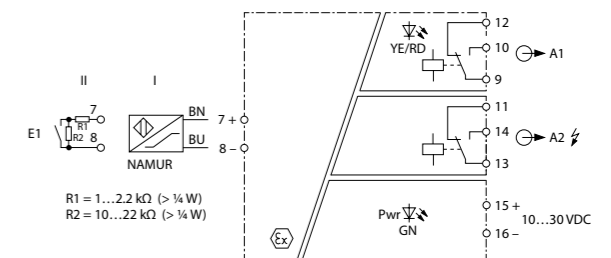 12
YE/RD
10
A1
9
II
I
11
7
BN
7 +
E1
R1
R2
14
A2
8
BU
8 –
NAMUR
13
R1 = 1…2.2 kΩ (> ¼ W)
R2 = 10…22 kΩ (> ¼ W)
15 +
Pwr
10…30 VDC
GN
16 –
Ex